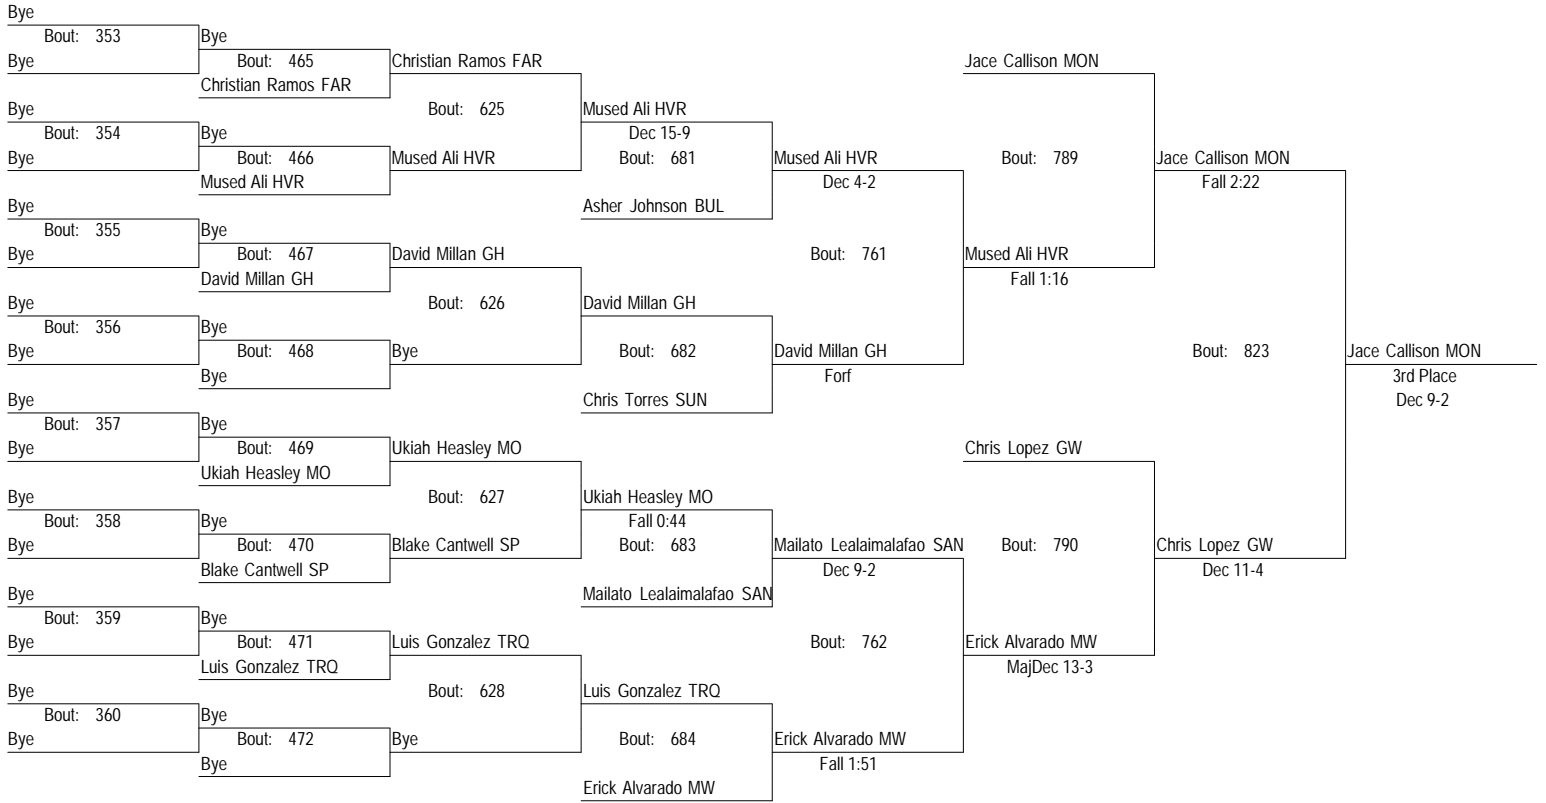 Bye
Bout: 353
Bye
Bye
Bout: 465
Christian Ramos FAR
Christian Ramos FAR
Bye
Bout: 354
Bye
Bye
Bout: 466
Mused Ali HVR
Mused Ali HVR
Bout: 625
Mused Ali HVR
Dec 15-9
Bout: 681
Asher Johnson BUL
Mused Ali HVR
Dec 4-2
Bye
Bout: 355
Bye
Bye
Bout: 467
David Millan GH
David Millan GH
Bye
Bout: 356
Bye
Bye
Bout: 468
Bye
Bye
Bout: 626
David Millan GH
Bout: 682
Chris Torres SUN
David Millan GH
Forf
Bout: 761
Mused Ali HVR
Fall 1:16
Jace Callison MON
Bout: 789
Jace Callison MON
Fall 2:22
Bye
Bout: 357
Bye
Bye
Bout: 469
Ukiah Heasley MO
Ukiah Heasley MO
Bye
Bout: 358
Bye
Bye
Bout: 470
Blake Cantwell SP
Blake Cantwell SP
Bout: 627
Ukiah Heasley MO
Fall 0:44
Bout: 683
Mailato Lealaimalafao SAN
Mailato Lealaimalafao SAN
Dec 9-2
Bye
Bout: 359
Bye
Bye
Bout: 471
Luis Gonzalez TRQ
Luis Gonzalez TRQ
Bye
Bout: 360
Bye
Bye
Bout: 472
Bye
Bye
Bout: 628
Luis Gonzalez TRQ
Bout: 684
Erick Alvarado MW
Erick Alvarado MW
Fall 1:51
Bout: 762
Erick Alvarado MW
MajDec 13-3
Chris Lopez GW
Bout: 790
Chris Lopez GW
Dec 11-4
Bout: 823
Jace Callison MON
3rd Place
Dec 9-2